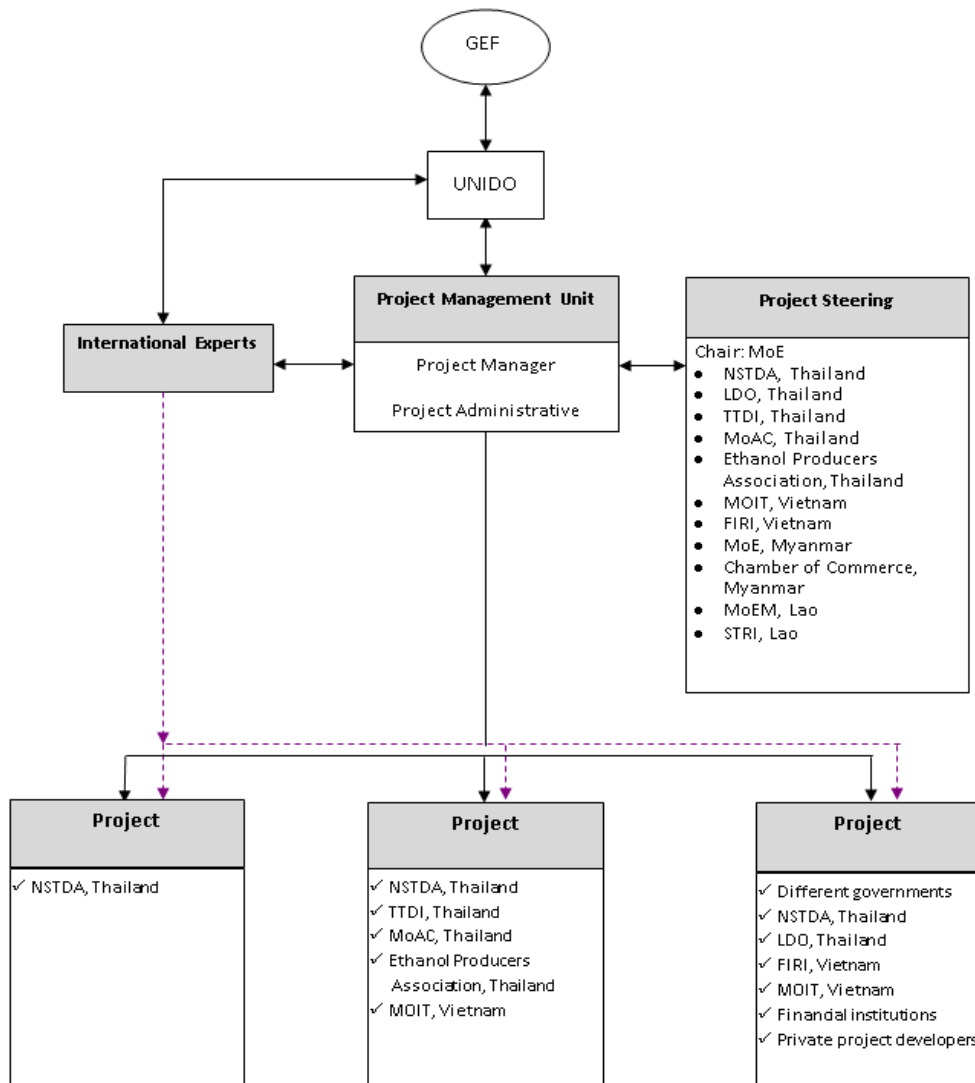 GEF
UNIDO
Project Management Unit
Project Manager
Project Administrative
International Experts
Project Steering
Chair: MoE
● NSTDA, Thailand
● LDO, Thailand
● TTDI, Thailand
● MoAC, Thailand
● Ethanol Producers
Association, Thailand
● MOIT, Vietnam
● FIRI, Vietnam
● MoE, Myanmar
● Chamber of Commerce,
Myanmar
● MoEM, Lao
● STRI, Lao
Project
✓ NSTDA, Thailand
Project
✓ NSTDA, Thailand
✓ TTDI, Thailand
✓ MoAC, Thailand
✓ Ethanol Producers
Association, Thailand
✓ MOIT, Vietnam
Project
✓ Different governments
✓ NSTDA, Thailand
✓ LDO, Thailand
✓ FIRI, Vietnam
✓ MOIT, Vietnam
✓ Financial institutions
✓ Private project developers